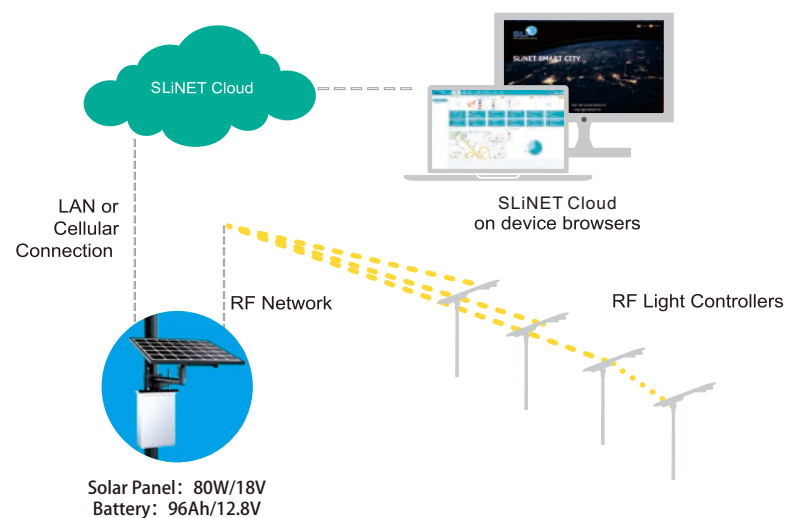 SLiNET Cloud
SLiNET SMART CITY
SLiNET Cloud
on device browsers
LAN or
Cellular
Connection
RF Network
RF Light Controllers
Solar Panel：80W/18V
Battery：96Ah/12.8V